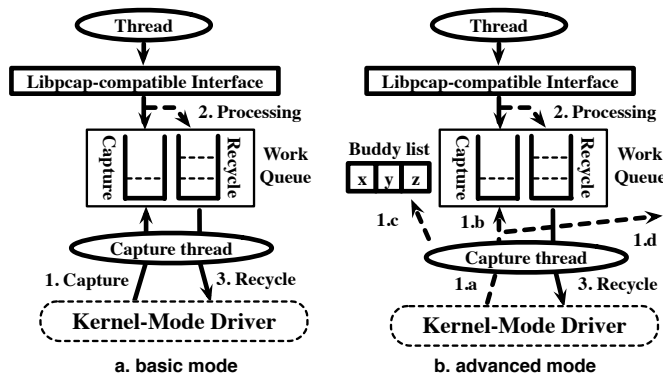 Thread
Libpcap-compatible Interface
2. Processing
Capture
Recycle
Work
Queue
Capture thread
1. Capture
3. Recycle
Kernel-Mode Driver
a. basic mode
Thread
Libpcap-compatible Interface
2. Processing
Buddy list
x y z
Capture
Recycle
Work
Queue
1.c
1.b
1.d
Capture thread
1.a
3. Recycle
Kernel-Mode Driver
b. advanced mode